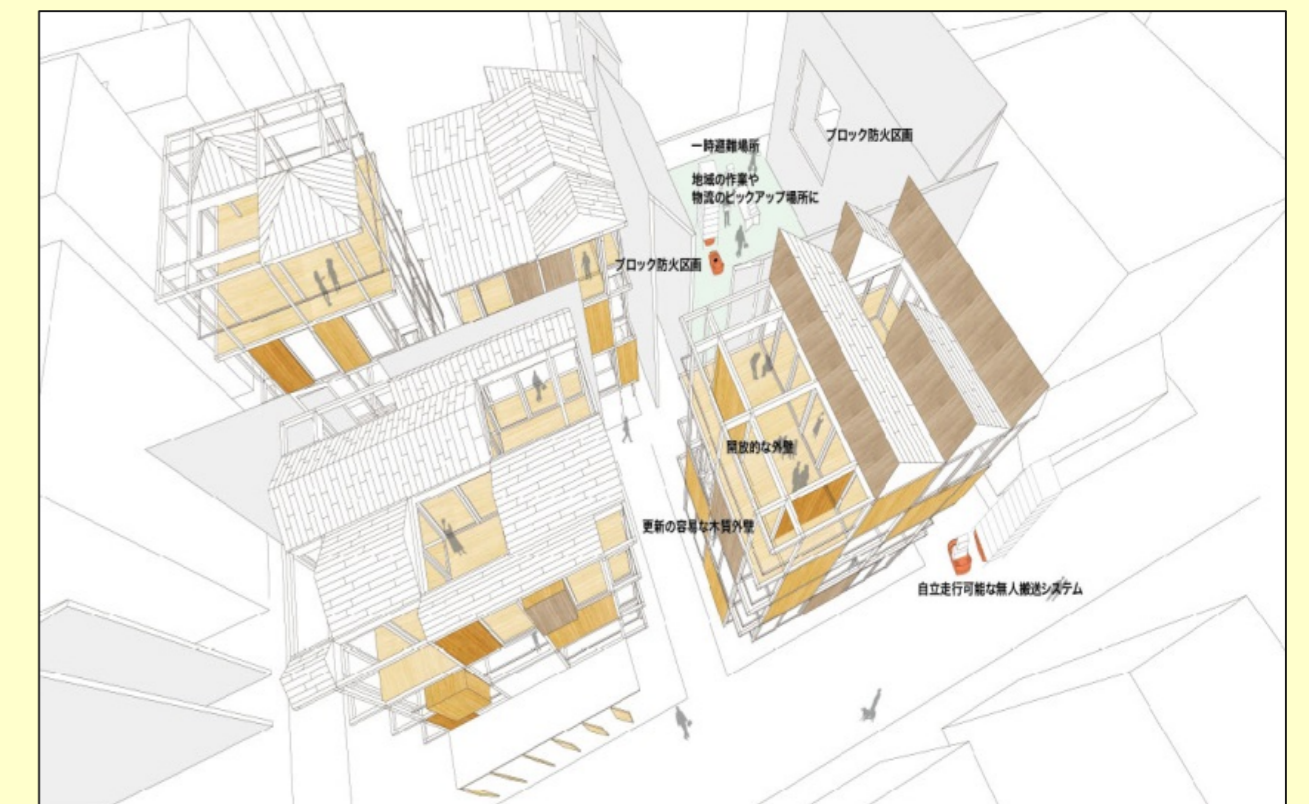 ブロック防火区画
一時避難場所
地域の作業や
物流のピックアップ場所に
ブロック防火区画
開放的な外壁
更新の容易な木質外壁
自立走行可能な無人搬送システム